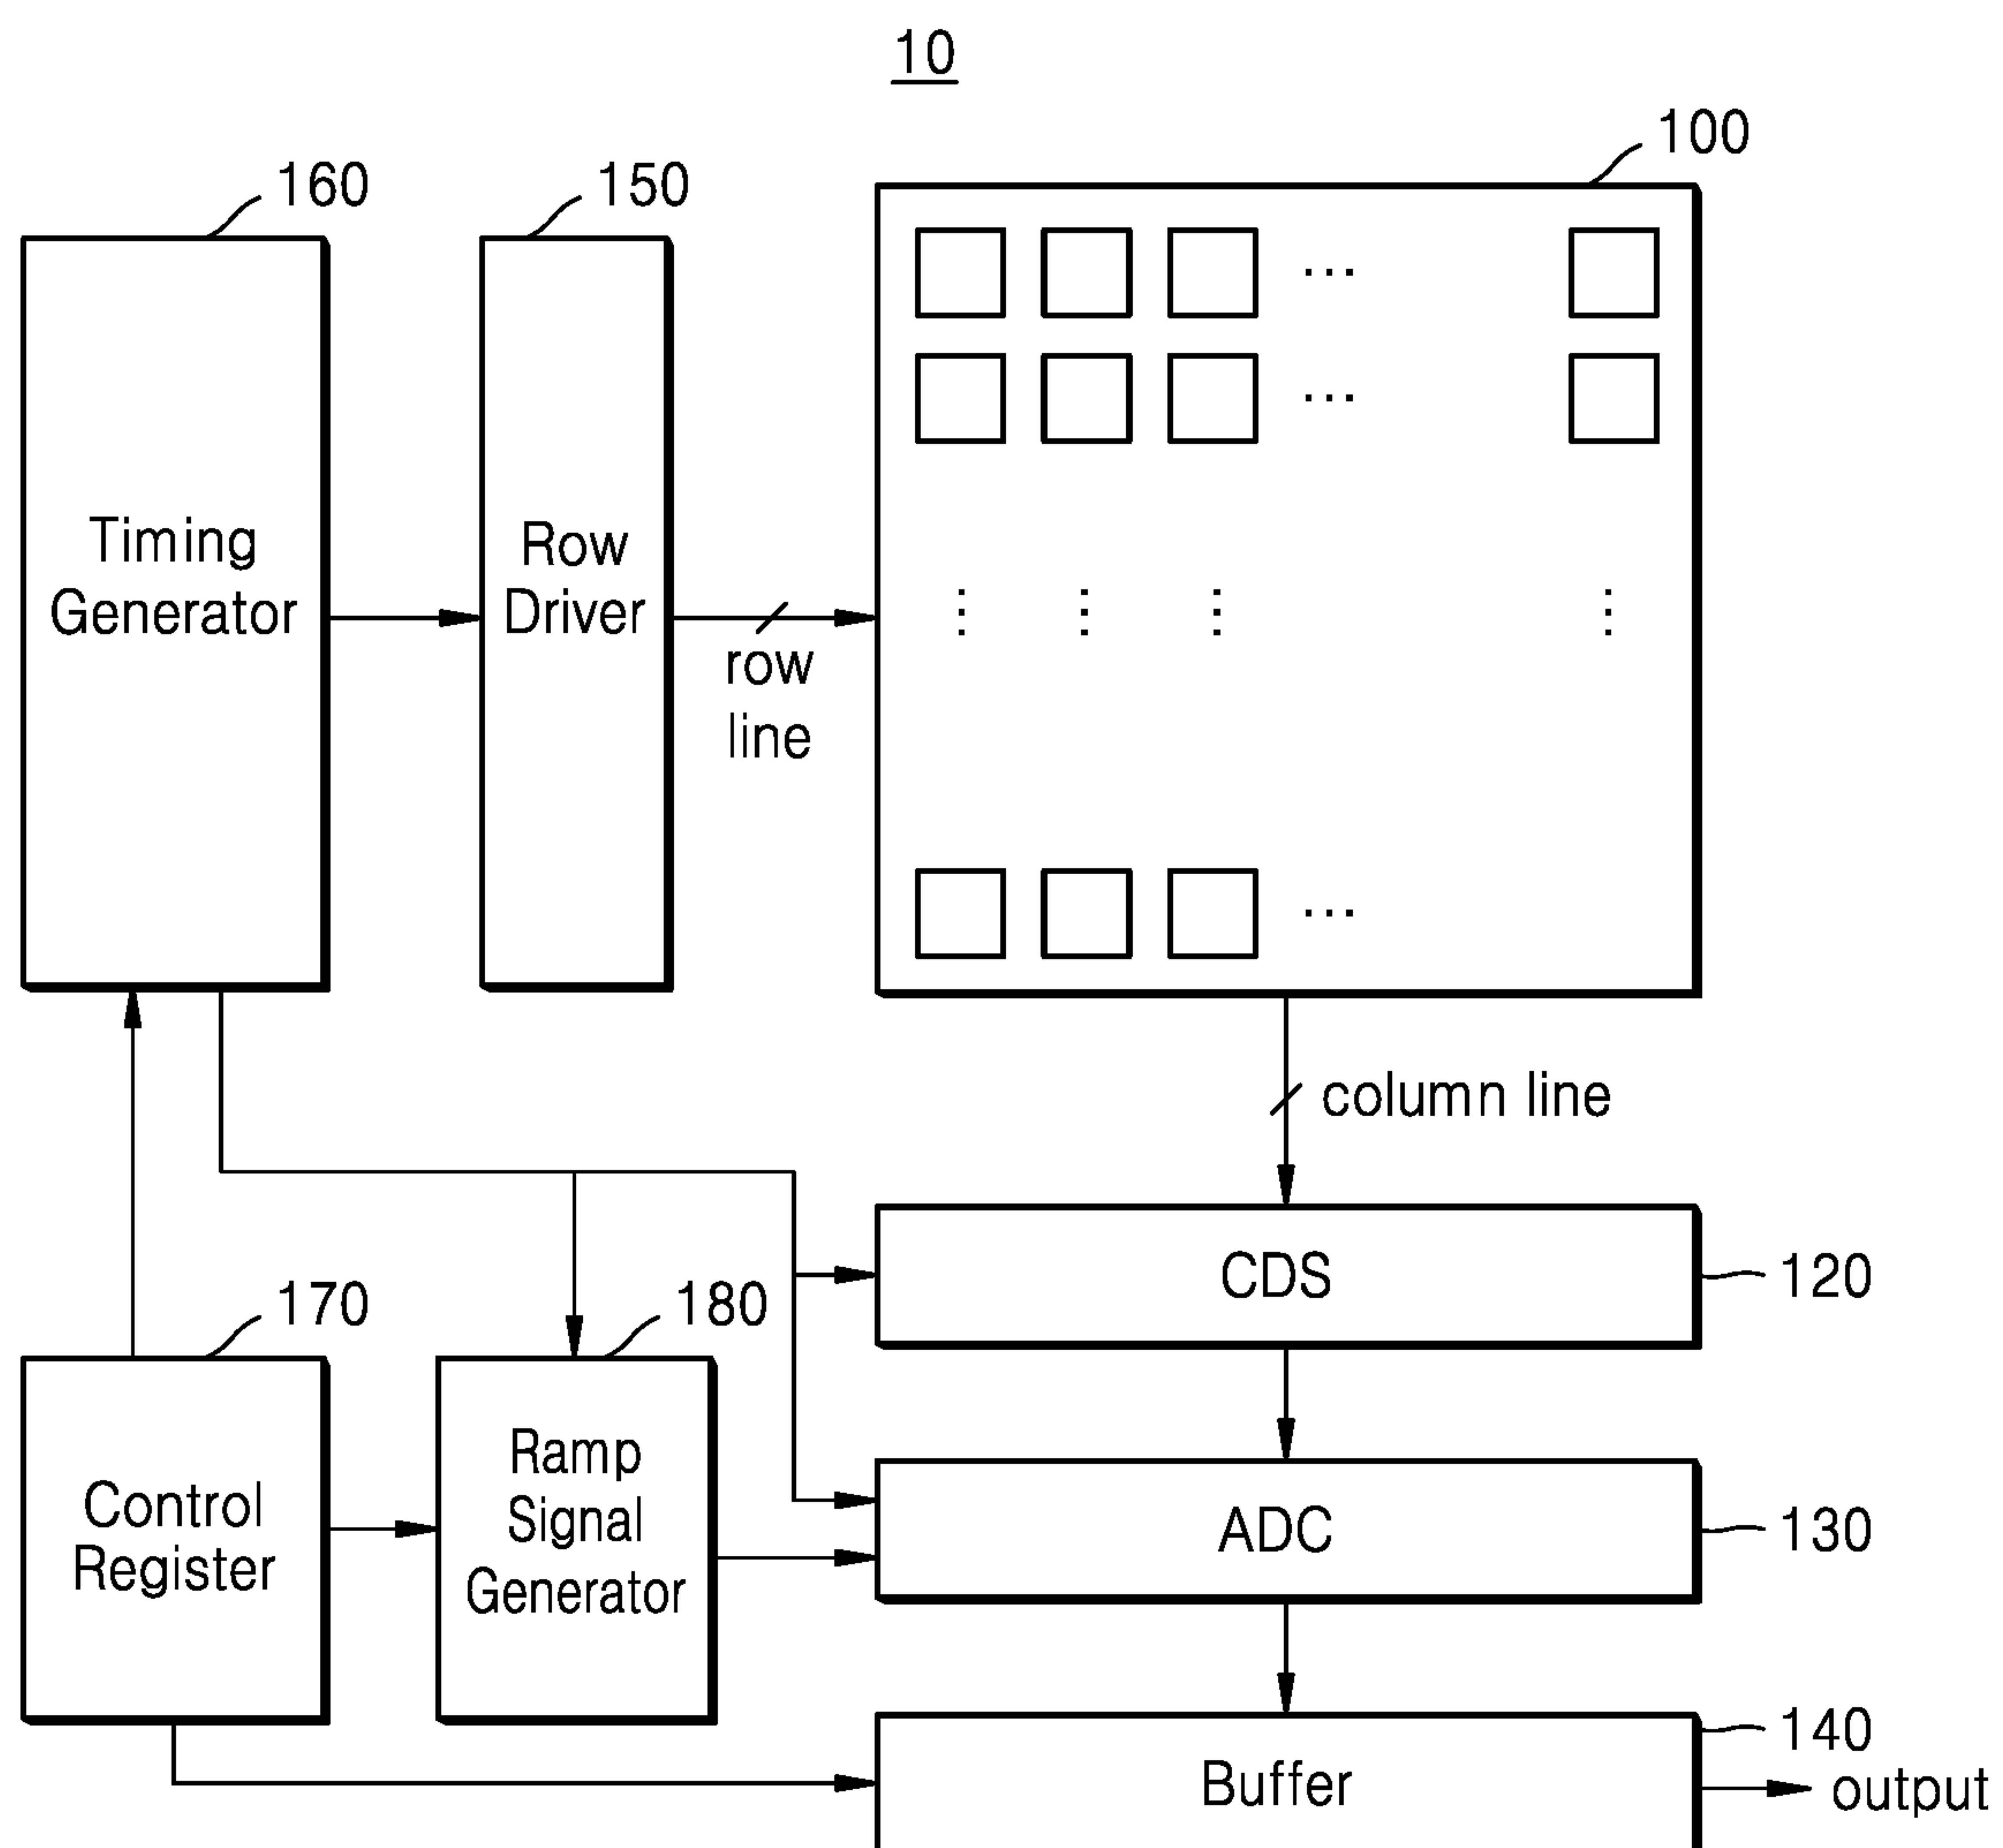 10
100
160
150
Timing
Generator
Row
Driver
row
line
...
...
...
column line
170
180
CDS
120
Control
Register
Ramp
Signal
Generator
ADC
130
Buffer
140
output